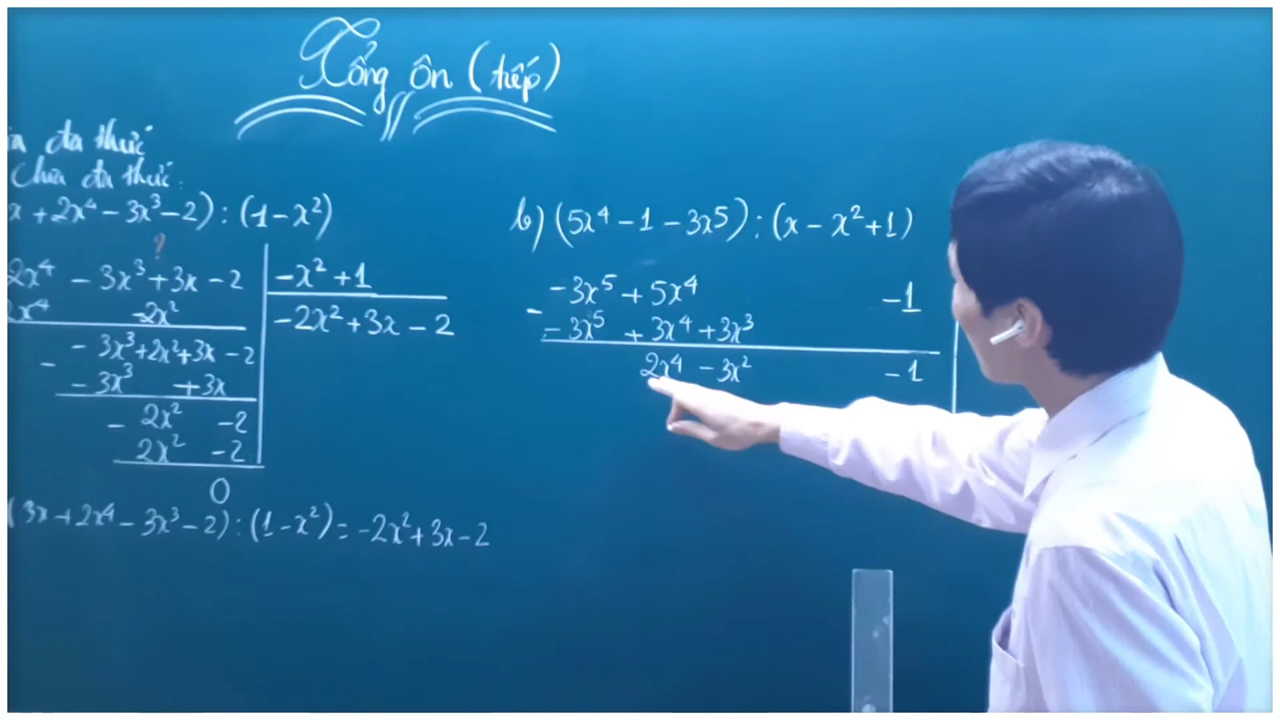 Tổng ôn (tiếp)
đa thức
chia đa thức.
x + 2x⁴ - 3x³ - 2) : (1 - x²)
?
2x⁴ - 3x³ + 3x - 2 | -x² + 1
2x⁴ -2x² | -2x² + 3x - 2
- - 3x³ + 2x² + 3x - 2
- 3x³ + 3x
- 2x² - 2
2x² - 2
0
(3x + 2x⁴ - 3x³ - 2) : (1 - x²) = -2x² + 3x - 2
b) (5x⁴ - 1 - 3x⁵) : (x - x² + 1)
- -3x⁵ + 5x⁴ -1
- 3x⁵ + 3x⁴ + 3x³
2x⁴ - 3x² - 1